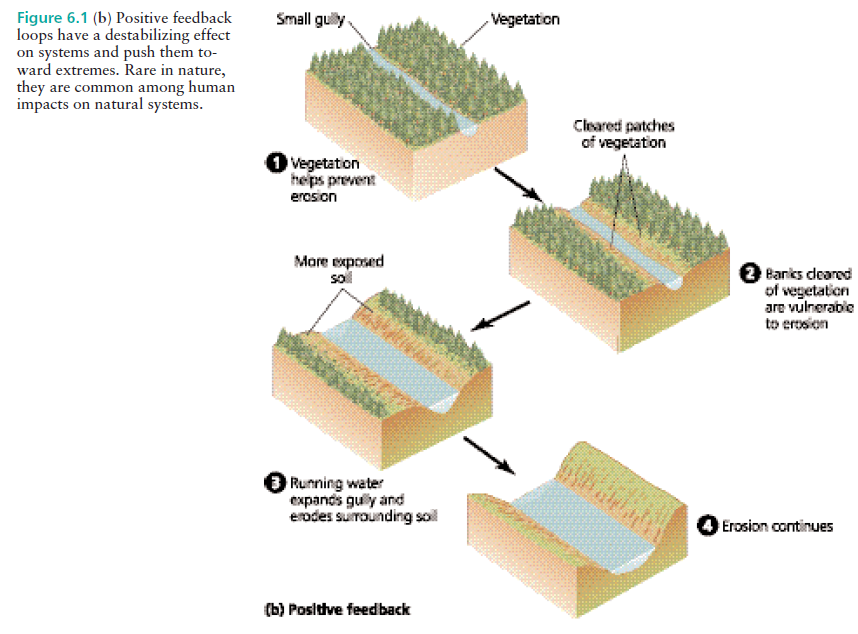 Figure 6.1 (b) Positive feedback
loops have a destabilizing effect
on systems and push them to-
ward extremes. Rare in nature,
they are common among human
impacts on natural systems.
Small gully
Vegetation
1 Vegetation
helps prevent
erosion
Cleared patches
of vegetation
2 Banks cleared
of vegetation
are vulnerable
to erosion
More exposed
soil
3 Running water
expands gully and
erodes surrounding soil
4 Erosion continues
(b) Positive feedback